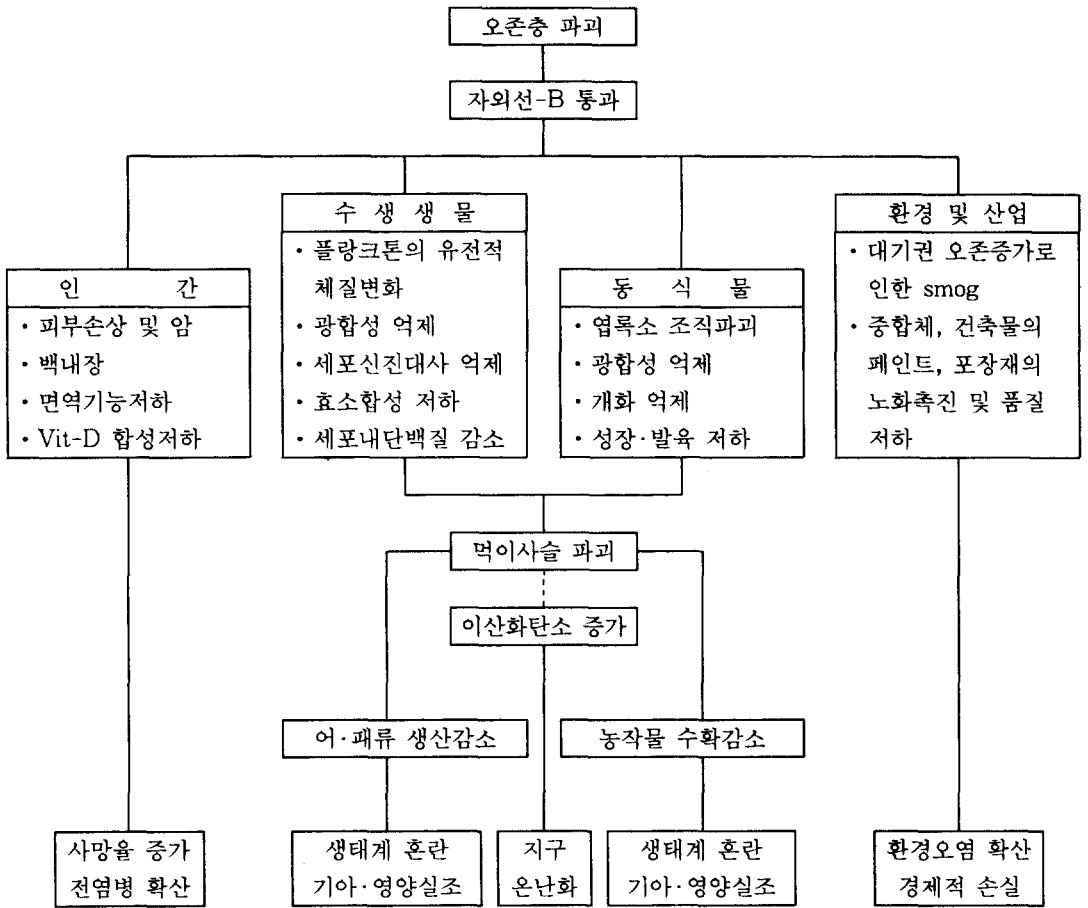 오존층 파괴
자외선-B 통과
인 간
· 피부손상 및 암
· 백내장
· 면역기능저하
· Vit-D 합성저하
수 생 생 물
· 플랑크톤의 유전적
체질변화
· 광합성 억제
· 세포신진대사 억제
· 효소합성 저하
· 세포내단백질 감소
동 식 물
· 엽록소 조직파괴
· 광합성 억제
· 개화 억제
· 성장·발육 저하
환경 및 산업
· 대기권 오존증가로
인한 smog
· 중합체, 건축물의
페인트, 포장재의
노화촉진 및 품질
저하
먹이사슬 파괴
이산화탄소 증가
어·패류 생산감소
농작물 수확감소
사망율 증가
전염병 확산
생태계 혼란
기아·영양실조
지구
온난화
생태계 혼란
기아·영양실조
환경오염 확산
경제적 손실